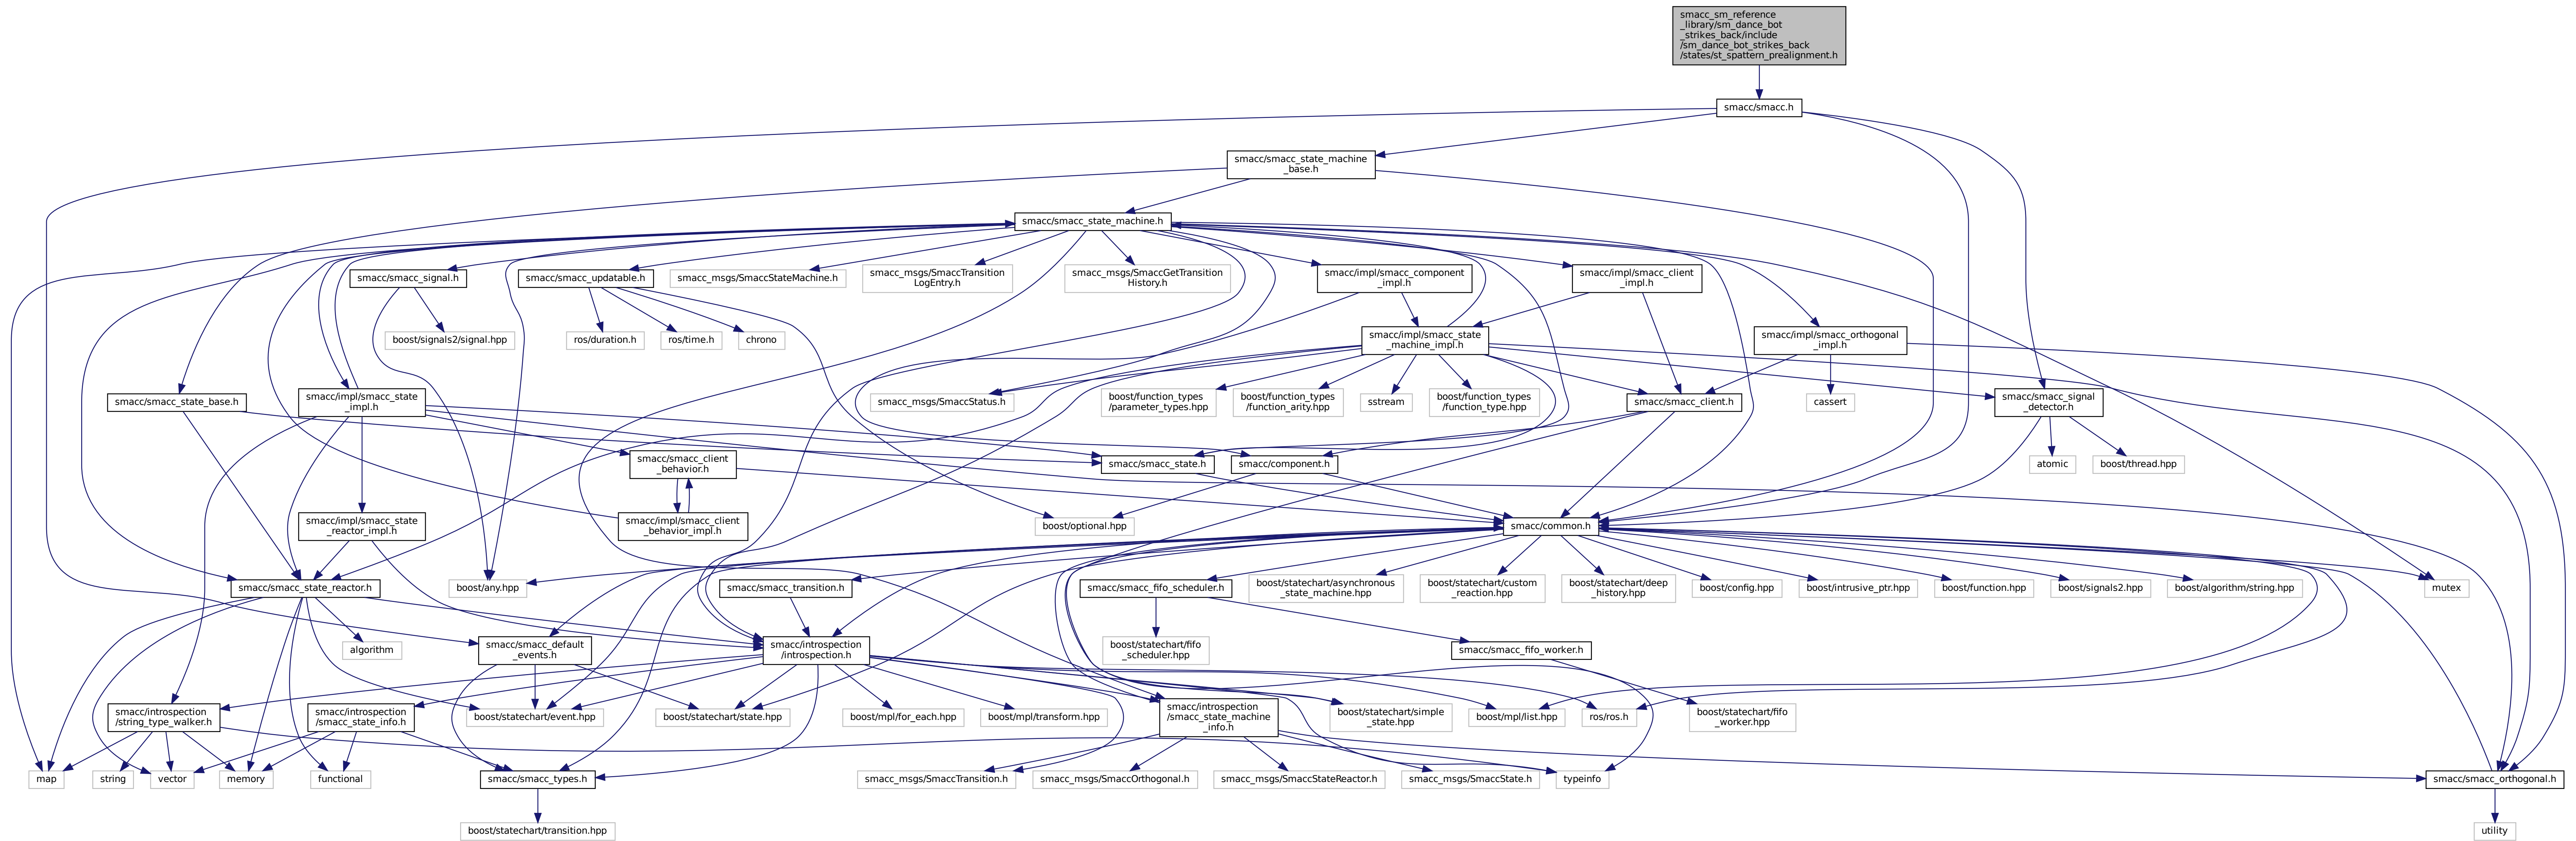 smacc_sm_reference
_library/sm_dance_bot
_strikes_back/include
/sm_dance_bot_strikes_back
/states/st_spattern_prealignment.h
smacc/smacc.h
smacc/smacc_state_machine
_base.h
smacc/smacc_state_machine.h
smacc/smacc_signal.h
smacc/smacc_updatable.h
smacc_msgs/SmaccStateMachine.h
smacc_msgs/SmaccTransition
LogEntry.h
smacc_msgs/SmaccGetTransition
History.h
smacc/impl/smacc_component
_impl.h
smacc/impl/smacc_client
_impl.h
boost/signals2/signal.hpp
ros/duration.h
ros/time.h
chrono
smacc/impl/smacc_state
_machine_impl.h
smacc/impl/smacc_orthogonal
_impl.h
smacc/smacc_state_base.h
smacc/impl/smacc_state
_impl.h
smacc_msgs/SmaccStatus.h
boost/function_types
/parameter_types.hpp
boost/function_types
/function_arity.hpp
sstream
boost/function_types
/function_type.hpp
smacc/smacc_client.h
cassert
smacc/smacc_signal
_detector.h
smacc/smacc_client
_behavior.h
smacc/smacc_state.h
smacc/component.h
atomic
boost/thread.hpp
smacc/impl/smacc_state
_reactor_impl.h
smacc/impl/smacc_client
_behavior_impl.h
boost/optional.hpp
smacc/common.h
smacc/smacc_state_reactor.h
boost/any.hpp
smacc/smacc_transition.h
smacc/smacc_fifo_scheduler.h
boost/statechart/asynchronous
_state_machine.hpp
boost/statechart/custom
_reaction.hpp
boost/statechart/deep
_history.hpp
boost/config.hpp
boost/intrusive_ptr.hpp
boost/function.hpp
boost/signals2.hpp
boost/algorithm/string.hpp
mutex
algorithm
smacc/smacc_default
_events.h
smacc/introspection
/introspection.h
boost/statechart/fifo
_scheduler.hpp
smacc/smacc_fifo_worker.h
smacc/introspection
/string_type_walker.h
smacc/introspection
/smacc_state_info.h
boost/statechart/event.hpp
boost/statechart/state.hpp
boost/mpl/for_each.hpp
boost/mpl/transform.hpp
smacc/introspection
/smacc_state_machine
_info.h
boost/statechart/simple
_state.hpp
boost/mpl/list.hpp
ros/ros.h
boost/statechart/fifo
_worker.hpp
map
string
vector
memory
functional
smacc/smacc_types.h
smacc_msgs/SmaccTransition.h
smacc_msgs/SmaccOrthogonal.h
smacc_msgs/SmaccStateReactor.h
smacc_msgs/SmaccState.h
typeinfo
smacc/smacc_orthogonal.h
boost/statechart/transition.hpp
utility